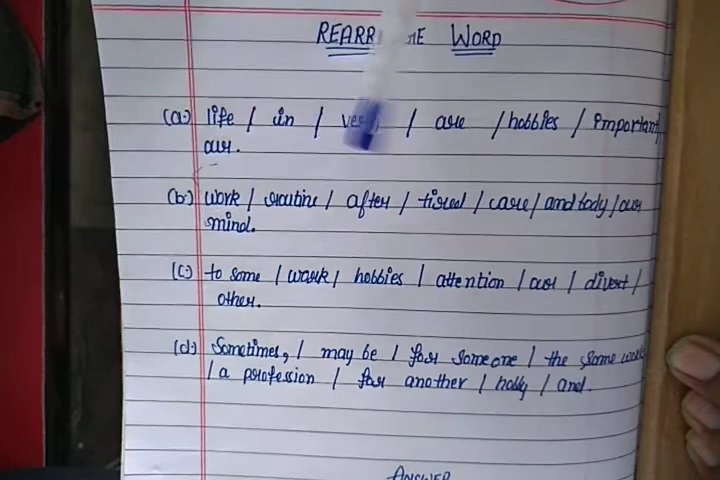 WORD
(a) life / in / / are / hobbies / important
our.
(b) work / routine / after / tired / care / and body / our
mind.
(c) to some / work / hobbies / attention / our / divert /
other.
(d) Sometimes, / may be / for someone / the same work
/ a profession / for another / hobby / and.
ANSWER